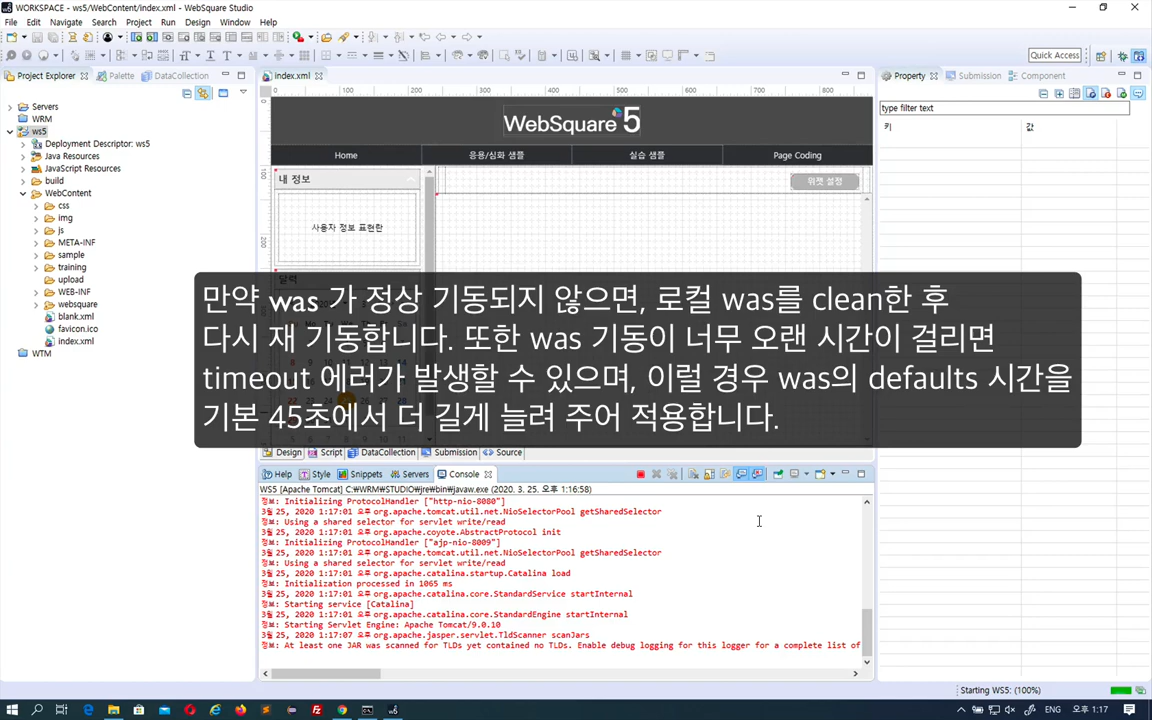 WORKSPACE - ws5/WebContent/index.xml - WebSquare Studio
File Edit Navigate Search Project Run Design Window Help
Quick Access
Project Explorer Palette DataCollection
index.xml
Property Submission Component
type filter text
키 값
Servers
WRM
ws5
Deployment Descriptor: ws5
Java Resources
JavaScript Resources
build
WebContent
css
img
js
META-INF
sample
training
upload
WEB-INF
websquare
blank.xml
favicon.ico
index.xml
WTM
0 100 200 300 400 500 600 700 800
WebSquare 5
Home 응용/심화 샘플 실습 샘플 Page Coding
내 정보
위젯 설정
사용자 정보 표현란
달력
만약 was 가 정상 기동되지 않으면, 로컬 was를 clean한 후
다시 재 기동합니다. 또한 was 기동이 너무 오랜 시간이 걸리면
timeout 에러가 발생할 수 있으며, 이럴 경우 was의 defaults 시간을
기본 45초에서 더 길게 늘려 주어 적용합니다.
Design Script DataCollection Submission Source
Help Style Snippets Servers Console
WS5 [Apache Tomcat] C:₩WRM₩STUDIO₩jre₩bin₩javaw.exe (2020. 3. 25. 오후 1:16:58)
정보: Initializing ProtocolHandler ["http-nio-8080"]
3월 25, 2020 1:17:01 오후 org.apache.tomcat.util.net.NioSelectorPool getSharedSelector
정보: Using a shared selector for servlet write/read
3월 25, 2020 1:17:01 오후 org.apache.coyote.AbstractProtocol init
정보: Initializing ProtocolHandler ["ajp-nio-8009"]
3월 25, 2020 1:17:01 오후 org.apache.tomcat.util.net.NioSelectorPool getSharedSelector
정보: Using a shared selector for servlet write/read
3월 25, 2020 1:17:01 오후 org.apache.catalina.startup.Catalina load
정보: Initialization processed in 1065 ms
3월 25, 2020 1:17:01 오후 org.apache.catalina.core.StandardService startInternal
정보: Starting service [Catalina]
3월 25, 2020 1:17:01 오후 org.apache.catalina.core.StandardEngine startInternal
정보: Starting Servlet Engine: Apache Tomcat/9.0.10
3월 25, 2020 1:17:07 오후 org.apache.jasper.servlet.TldScanner scanJars
정보: At least one JAR was scanned for TLDs yet contained no TLDs. Enable debug logging for this logger for a complete list of
Starting WS5: (100%)
ENG 오후 1:17